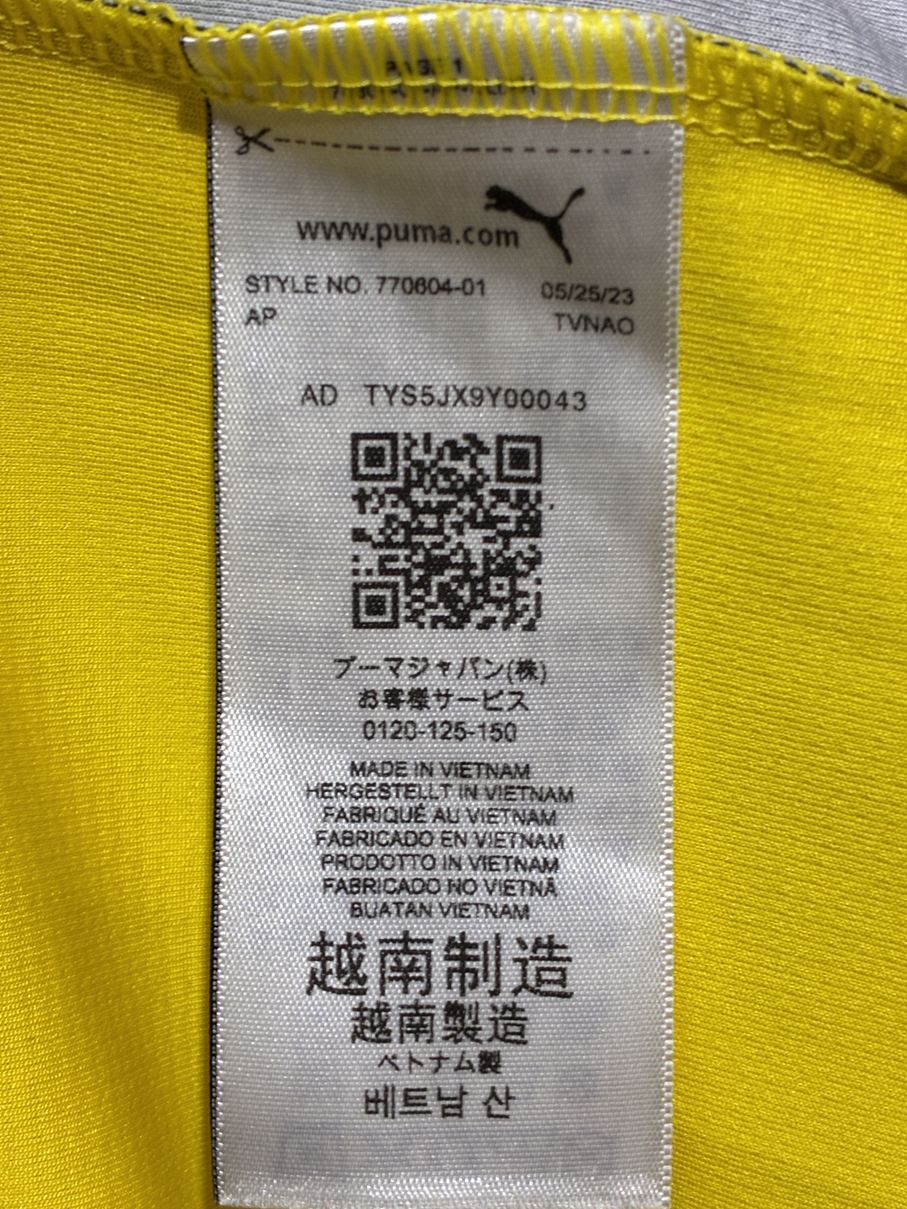 www.puma.com
STYLE NO. 770604-01 05/25/23
AP TVNAO
AD TYS5JX9Y00043
プーマジャパン(株)
お客様サービス
0120-125-150
MADE IN VIETNAM
HERGESTELLT IN VIETNAM
FABRIQUÉ AU VIETNAM
FABRICADO EN VIETNAM
PRODOTTO IN VIETNAM
FABRICADO NO VIETNÃ
BUATAN VIETNAM
越南制造
越南製造
ベトナム製
베트남 산